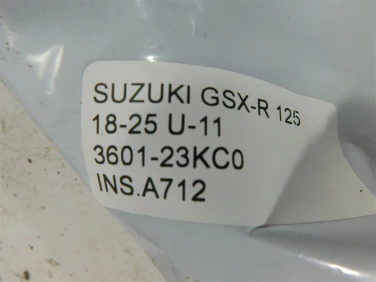 SUZUKI GSX-R 125
18-25 U-11
3601-23KC0
INS.A712